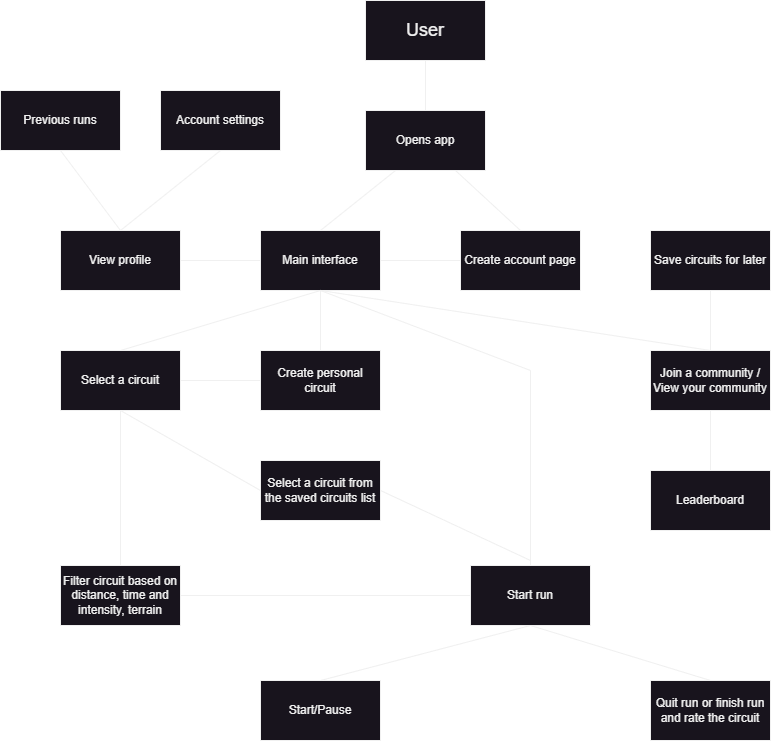 User
Previous runs
Account settings
Opens app
View profile
Main interface
Create account page
Save circuits for later
Select a circuit
Create personal
circuit
Join a community /
View your community
Select a circuit from
the saved circuits list
Leaderboard
Filter circuit based on
distance, time and
intensity, terrain
Start run
Start/Pause
Quit run or finish run
and rate the circuit